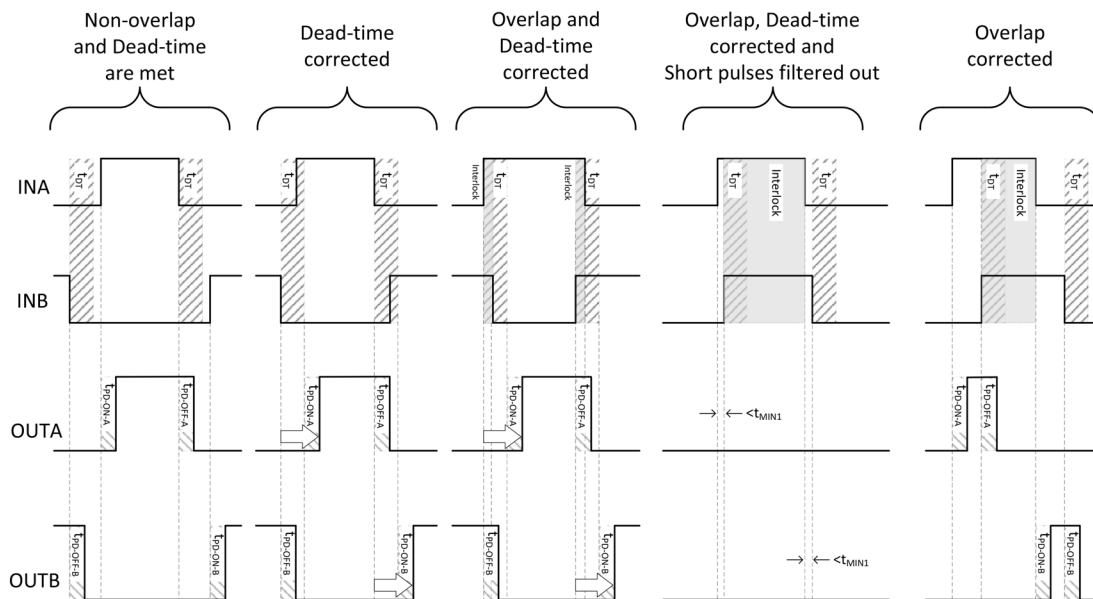 Non-overlap
and Dead-time
are met
Dead-time
corrected
Overlap and
Dead-time
corrected
Overlap, Dead-time
corrected and
Short pulses filtered out
Overlap
corrected
INA
tDT
tDT
tDT
tDT
Interlock
tDT
Interlock
tDT
tDT
Interlock
tDT
tDT
Interlock
tDT
INB
OUTA
tPD-ON-A
tPD-OFF-A
tPD-ON-A
tPD-OFF-A
tPD-ON-A
tPD-OFF-A
<tMIN1
tPD-ON-A
tPD-OFF-A
OUTB
tPD-OFF-B
tPD-ON-B
tPD-OFF-B
tPD-ON-B
tPD-OFF-B
tPD-ON-B
<tMIN1
tPD-ON-B
tPD-OFF-B